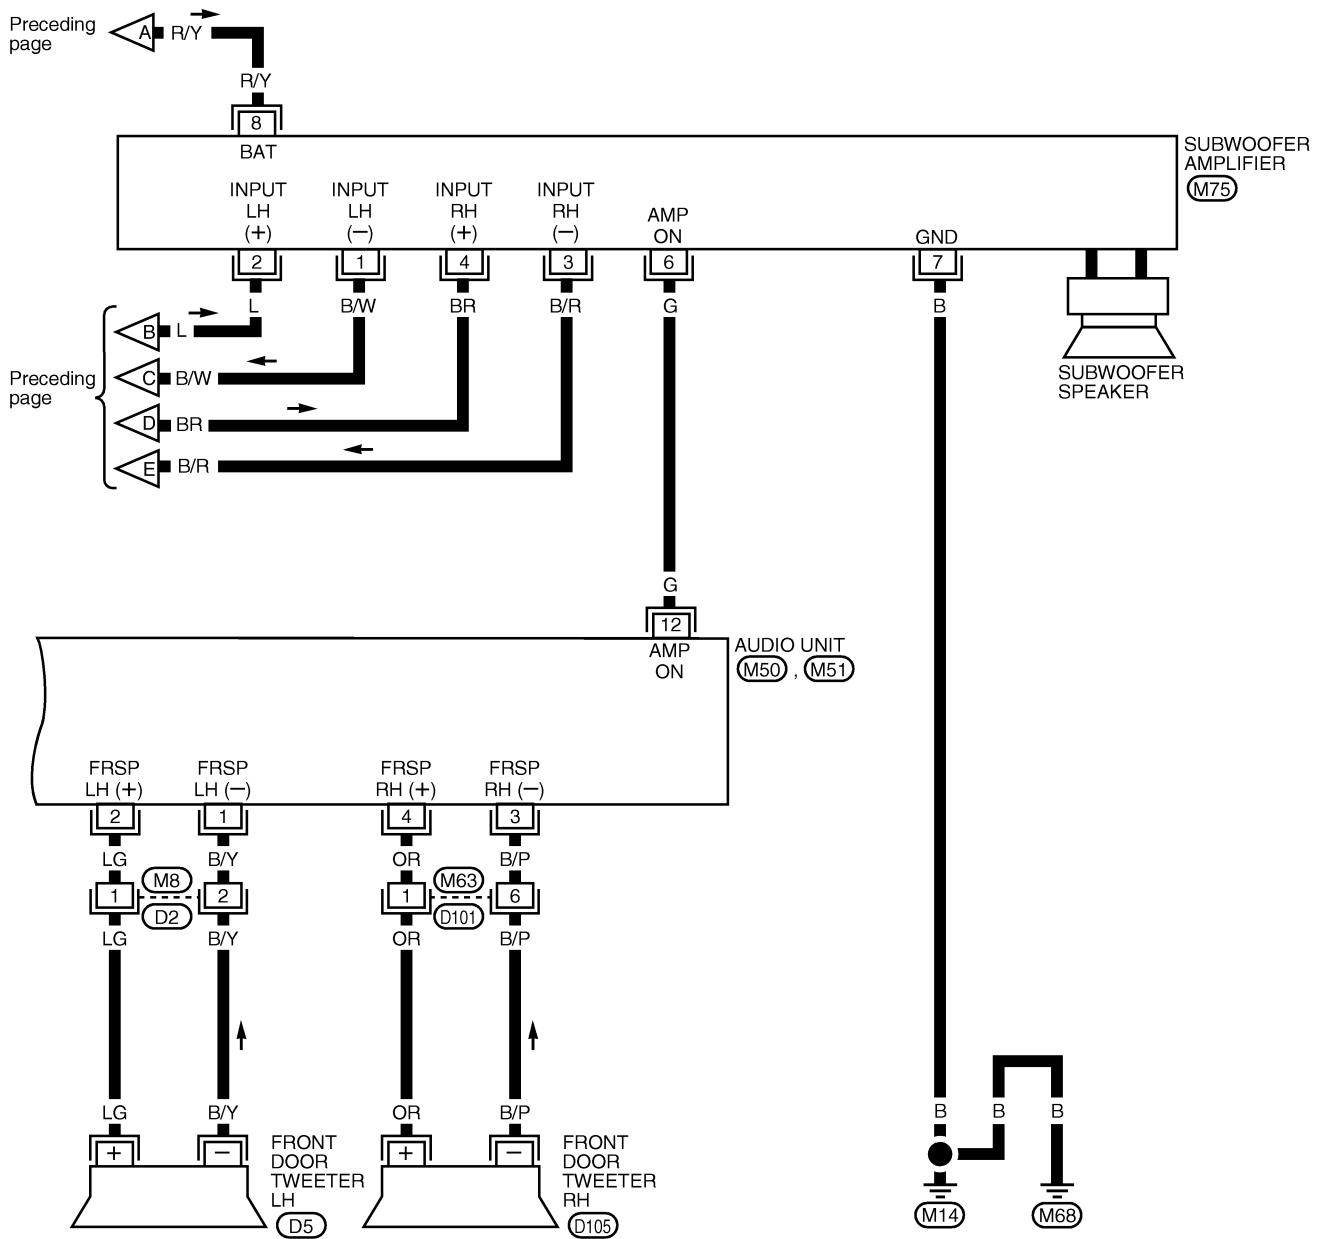 Preceding
page
A
R/Y
R/Y
8
BAT
SUBWOOFER
AMPLIFIER
M75
INPUT
LH
(+)
INPUT
LH
(−)
INPUT
RH
(+)
INPUT
RH
(−)
AMP
ON
GND
2
1
4
3
6
7
L
B/W
BR
B/R
G
B
Preceding
page
B
L
C
B/W
D
BR
E
B/R
SUBWOOFER
SPEAKER
G
12
AMP
ON
AUDIO UNIT
M50 , M51
FRSP
LH (+)
FRSP
LH (−)
FRSP
RH (+)
FRSP
RH (−)
2
1
4
3
LG
B/Y
OR
B/P
1
M8
D2
2
1
M63
D101
6
LG
B/Y
OR
B/P
LG
B/Y
OR
B/P
B
B
B
+
−
FRONT
DOOR
TWEETER
LH
D5
+
−
FRONT
DOOR
TWEETER
RH
D105
M14
M68